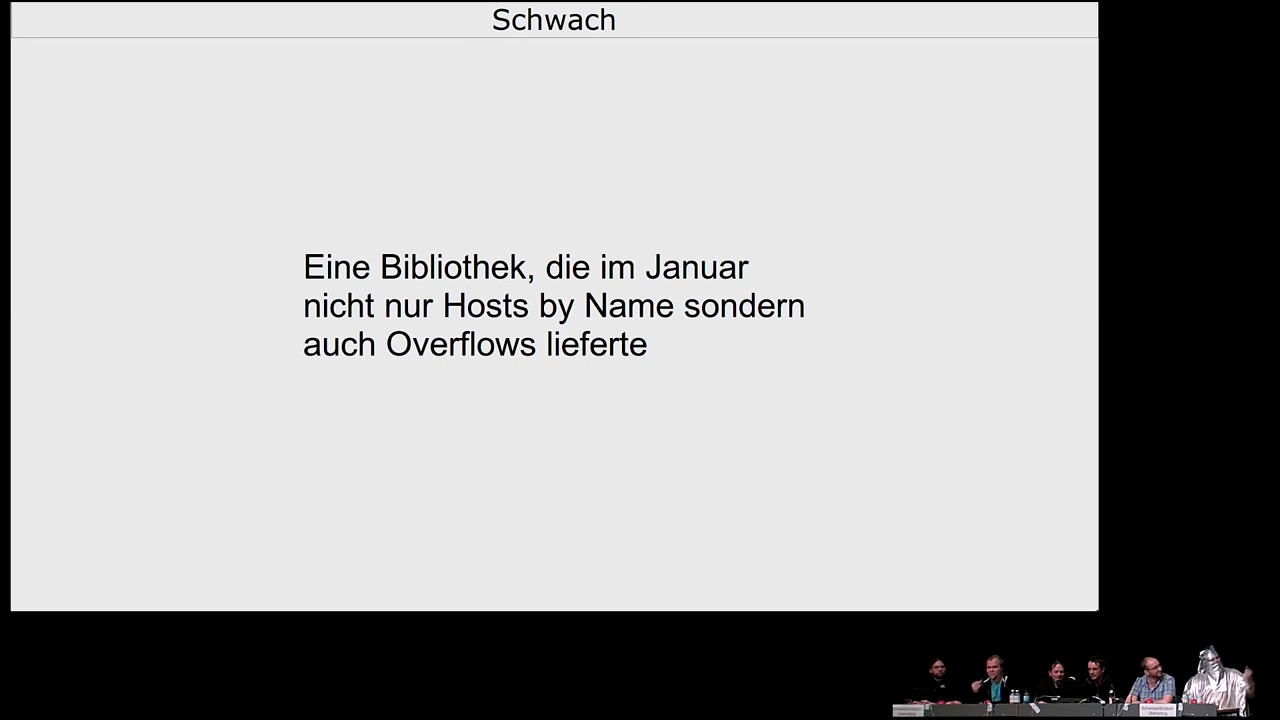 Schwach
Eine Bibliothek, die im Januar
nicht nur Hosts by Name sondern
auch Overflows lieferte